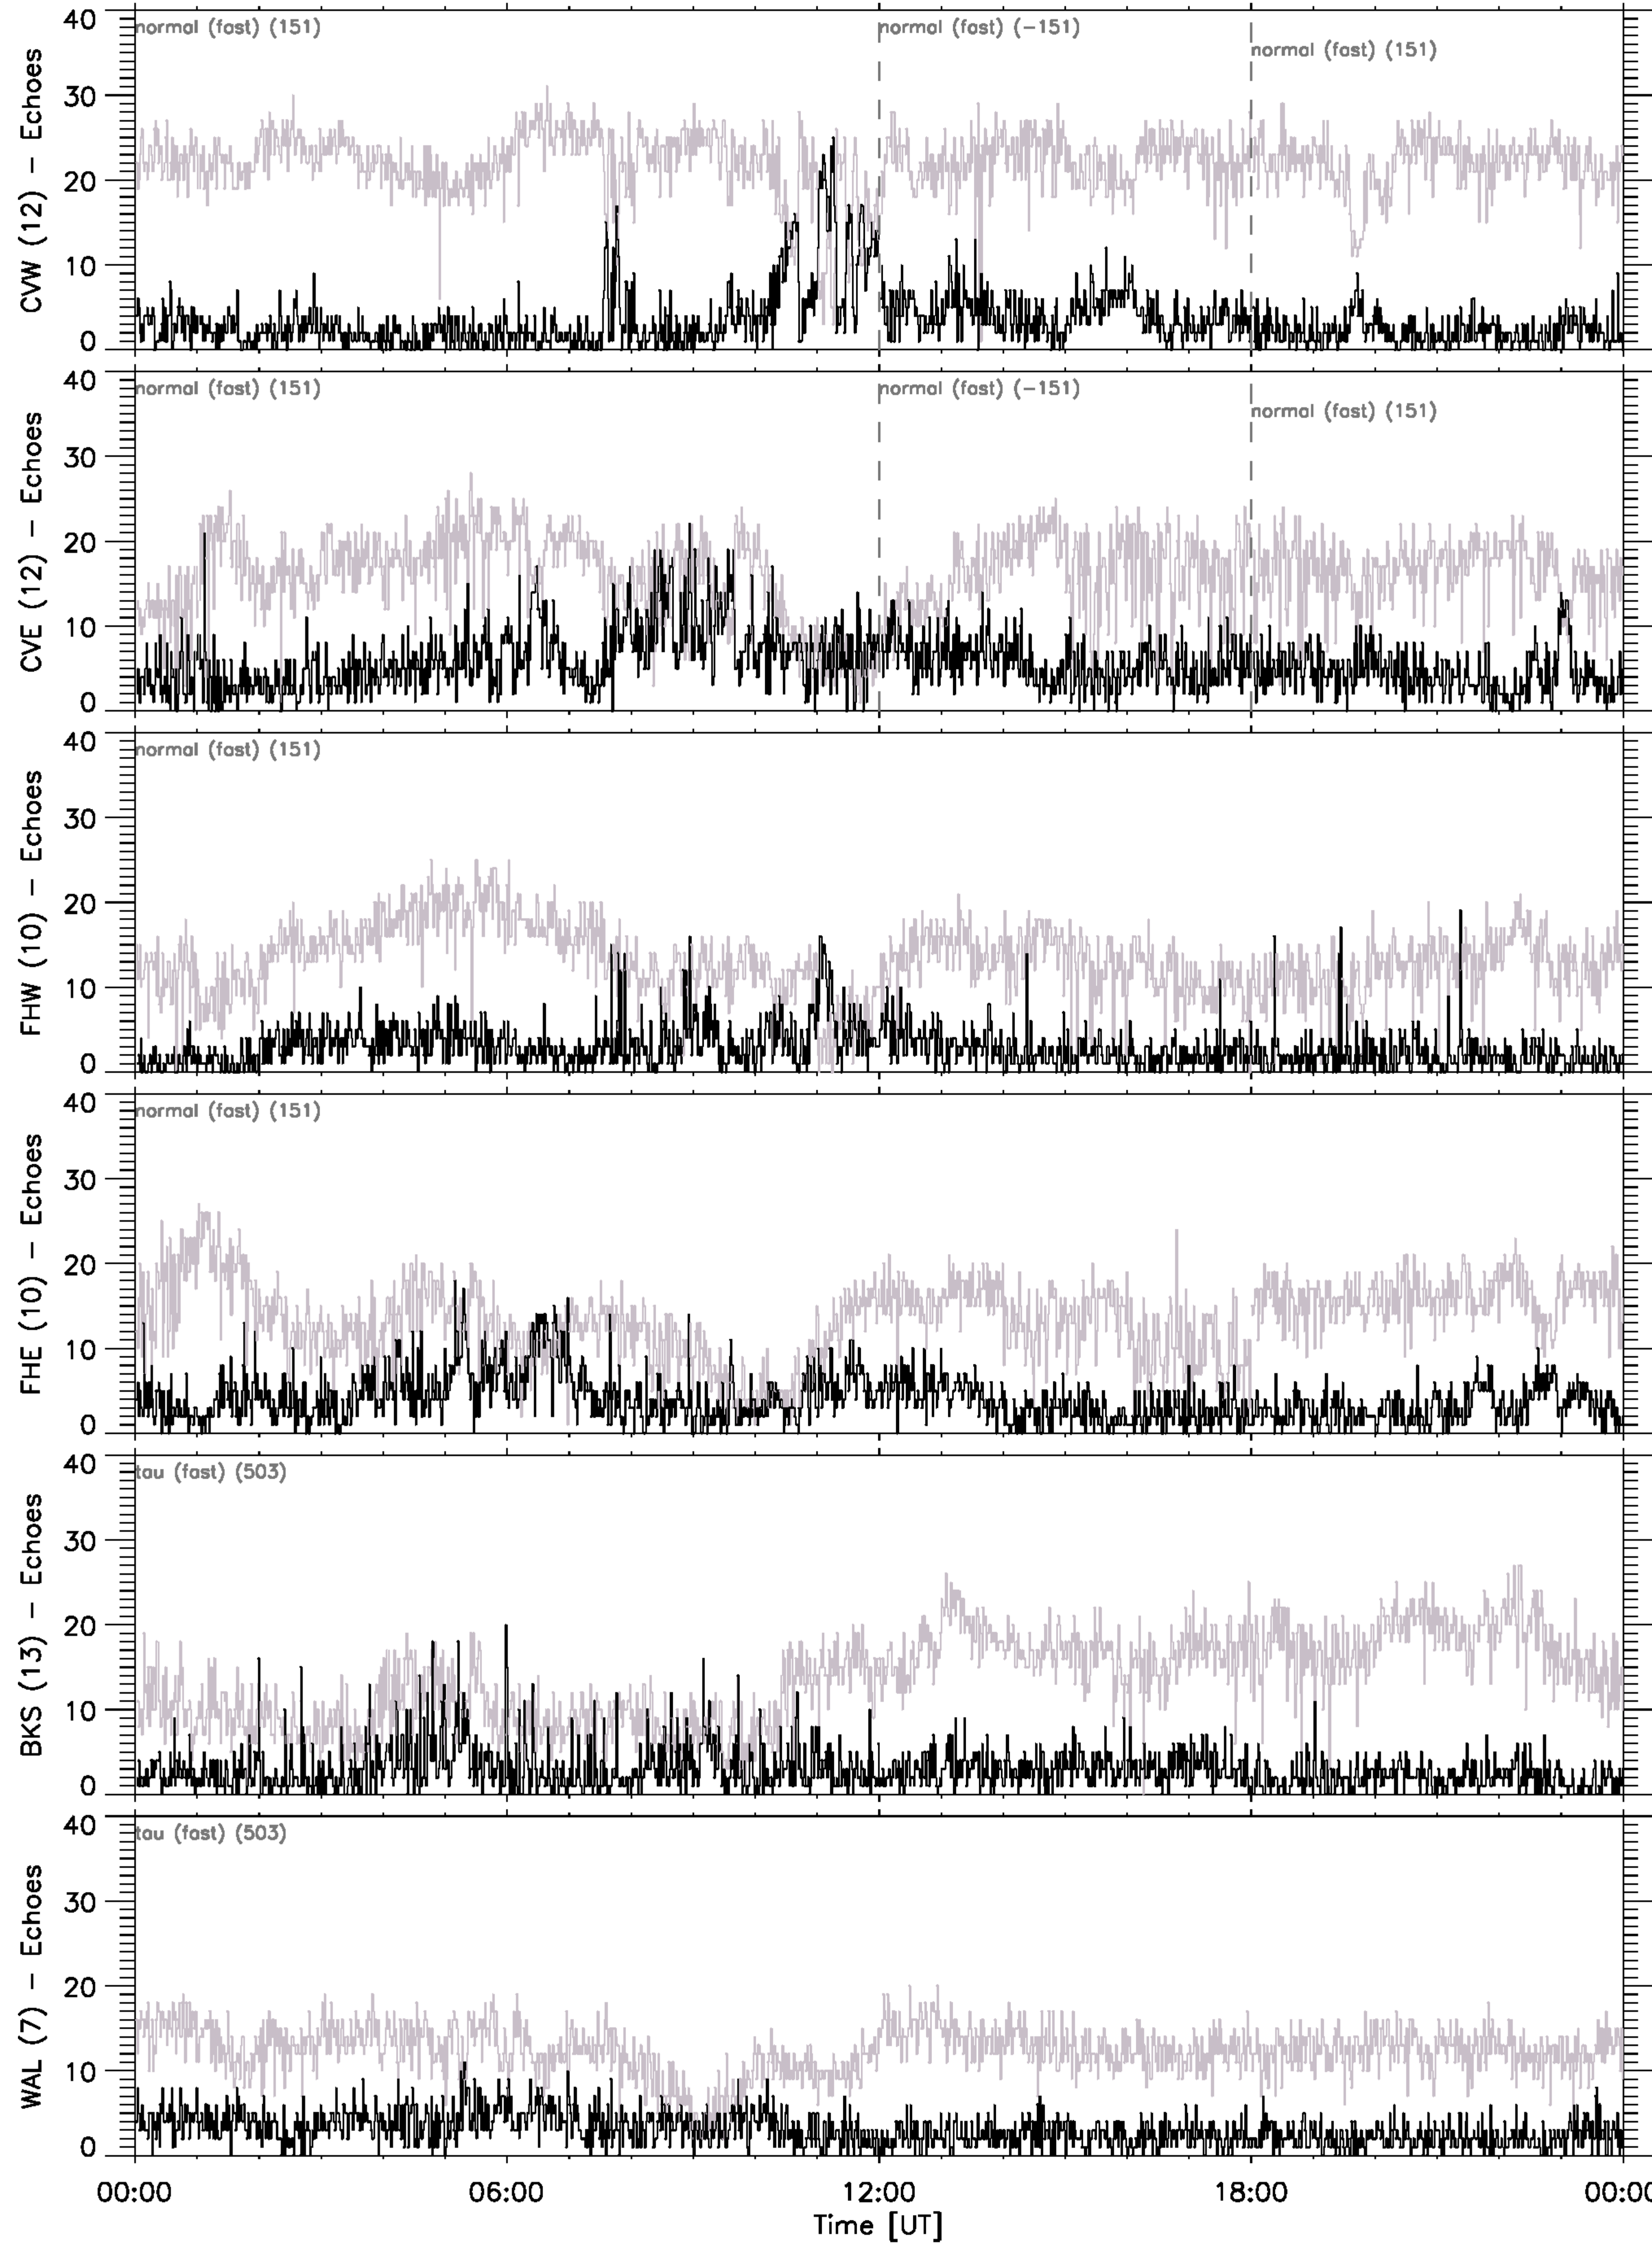 CVW (12) - Echoes
40
30
20
10
0
normal (fast) (151)
normal (fast) (-151)
normal (fast) (151)
CVE (12) - Echoes
40
30
20
10
0
normal (fast) (151)
normal (fast) (-151)
normal (fast) (151)
FHW (10) - Echoes
40
30
20
10
0
normal (fast) (151)
FHE (10) - Echoes
40
30
20
10
0
normal (fast) (151)
BKS (13) - Echoes
40
30
20
10
0
tau (fast) (503)
WAL (7) - Echoes
40
30
20
10
0
tau (fast) (503)
00:00 06:00 12:00 18:00 00:00
Time [UT]